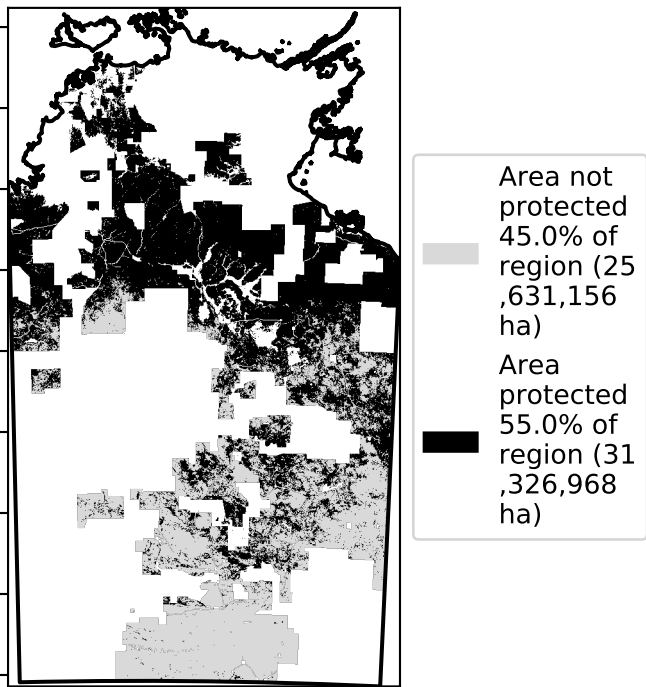 Area not
protected
45.0% of
region (25
,631,156
ha)
Area
protected
55.0% of
region (31
,326,968
ha)